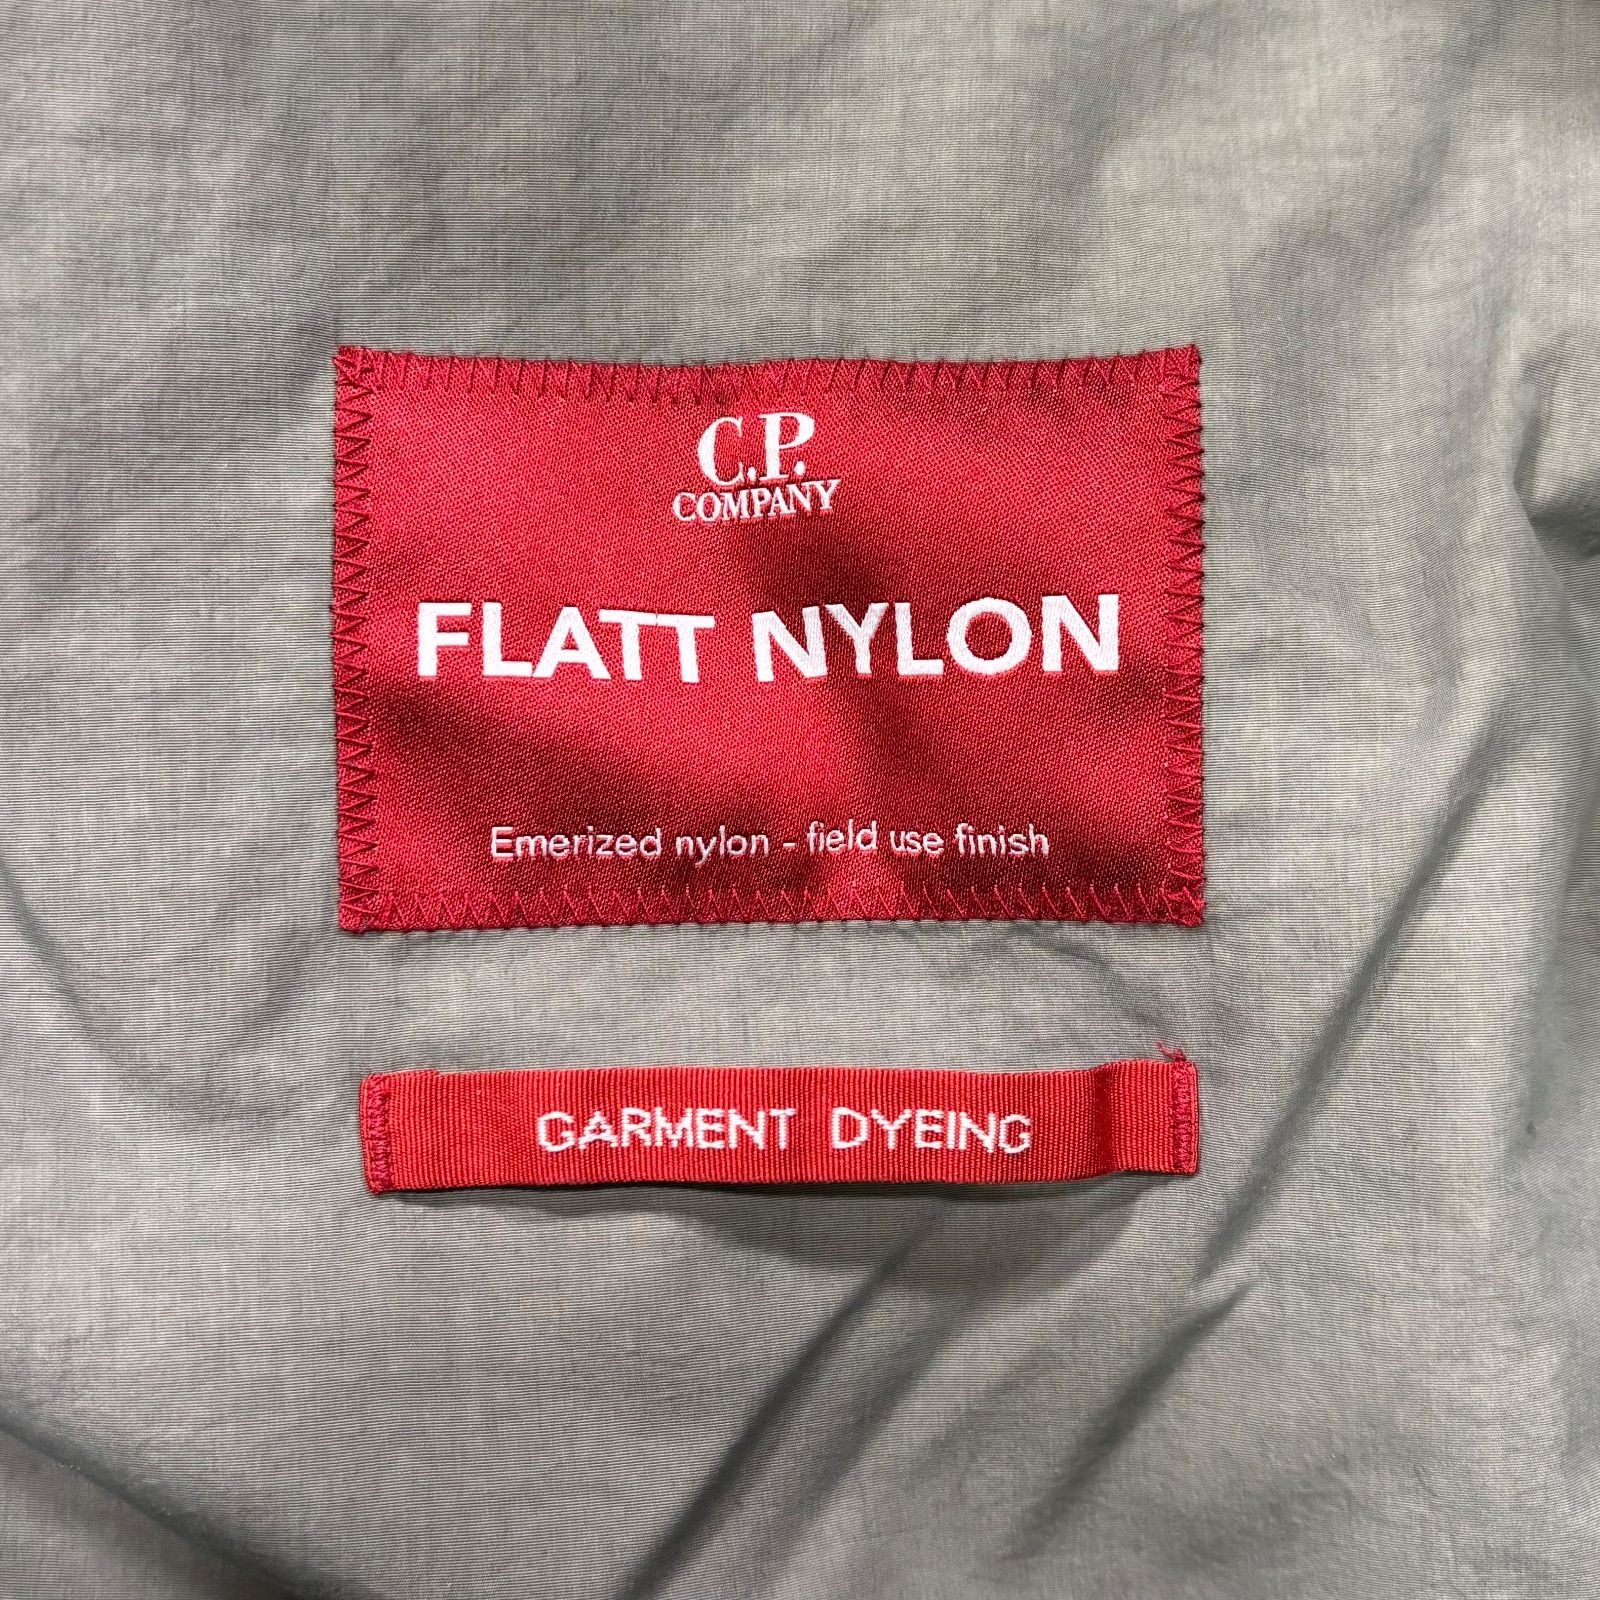 C.P.
COMPANY
FLATT NYLON
Emerized nylon - field use finish
GARMENT DYEING